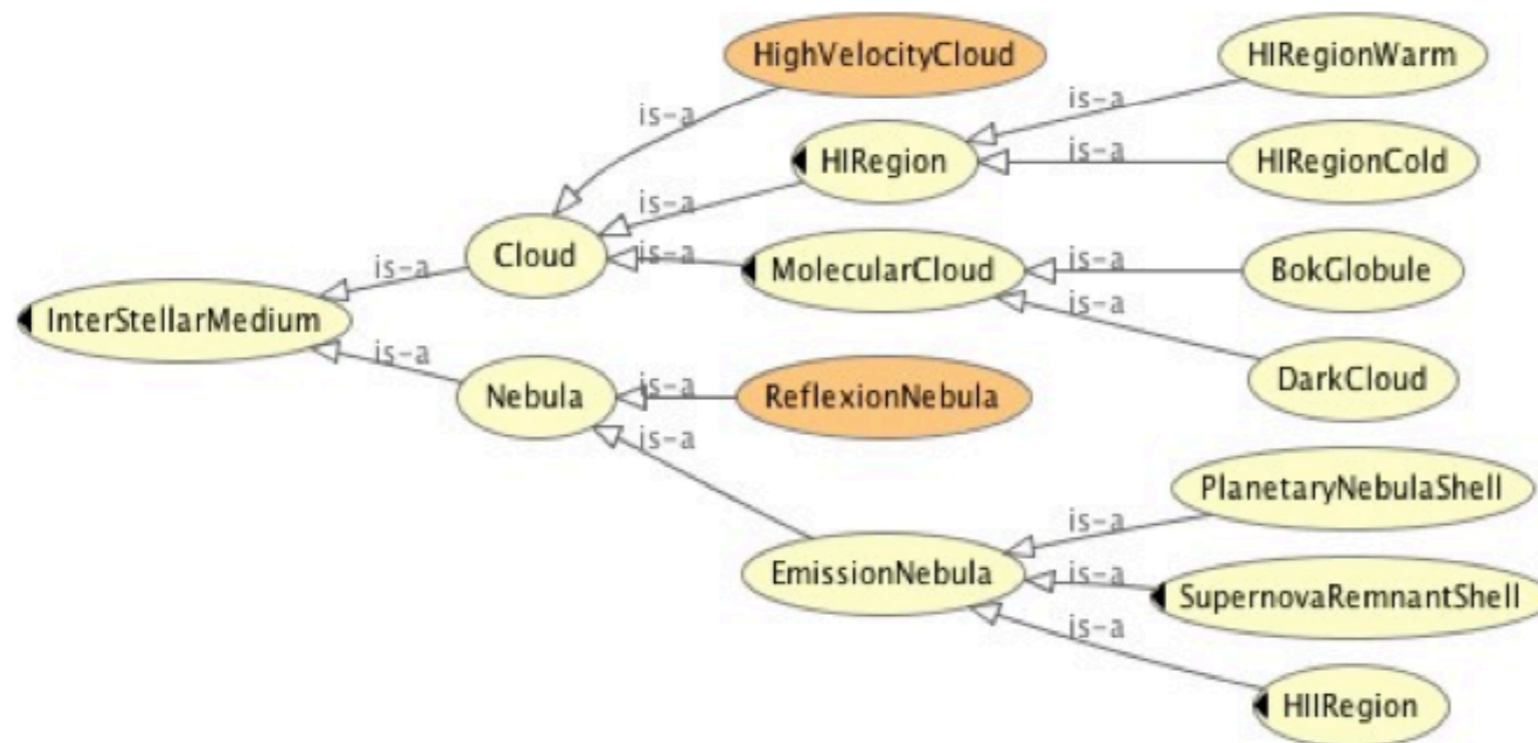 HighVelocityCloud
HIRegionWarm
is-a
is-a
HIRegion
is-a
HIRegionCold
is-a
Cloud
is-a
MolecularCloud
is-a
BokGlobule
is-a
InterStellarMedium
is-a
DarkCloud
is-a
Nebula
is-a
ReflexionNebula
is-a
PlanetaryNebulaShell
is-a
EmissionNebula
is-a
SupernovaRemnantShell
is-a
HIIRegion